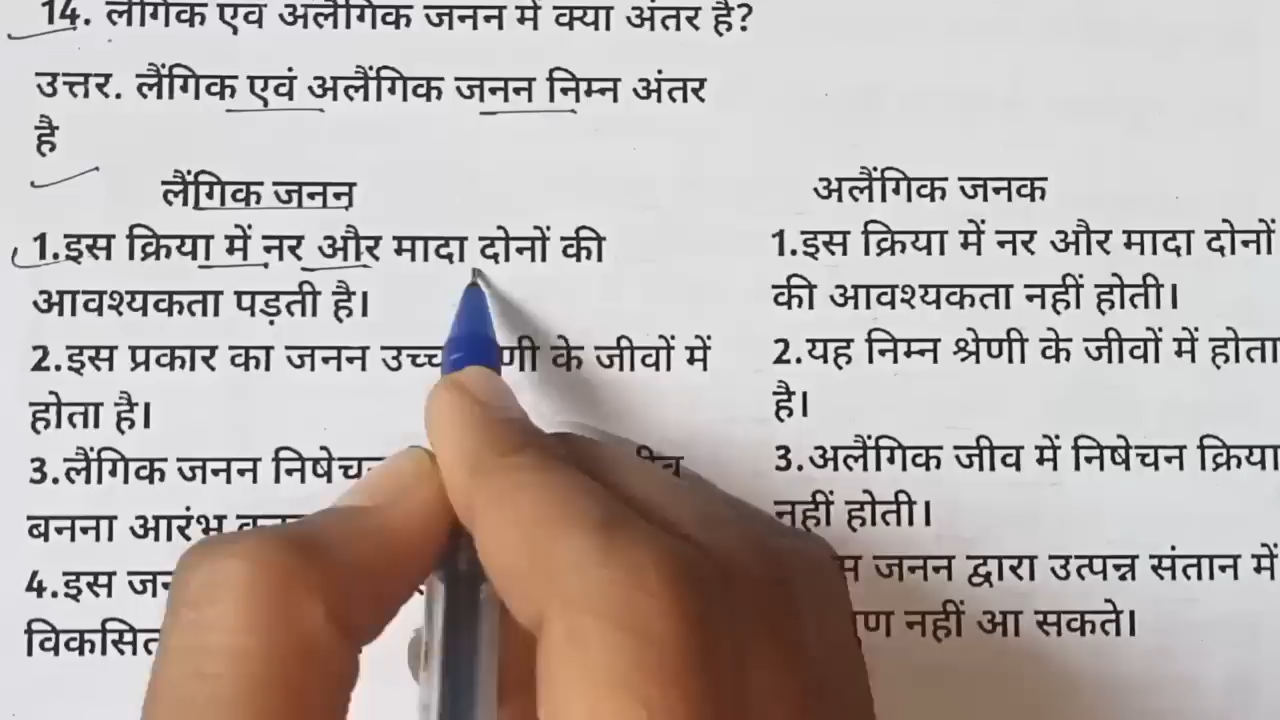 14. लैंगिक एवं अलैंगिक जनन में क्या अंतर है?
उत्तर. लैंगिक एवं अलैंगिक जनन निम्न अंतर
है
लैंगिक जनन
1.इस क्रिया में नर और मादा दोनों की
आवश्यकता पड़ती है।
2.इस प्रकार का जनन उच्च के जीवों में
होता है।
3.लैंगिक जनन
बनना आरंभ
4.इस
विकसित
अलैंगिक जनक
1.इस क्रिया में नर और मादा दोनों
की आवश्यकता नहीं होती।
2.यह निम्न श्रेणी के जीवों में होता
है।
3.अलैंगिक जीव में निषेचन क्रिया
नहीं होती।
जनन द्वारा उत्पन्न संतान में
नहीं आ सकते।